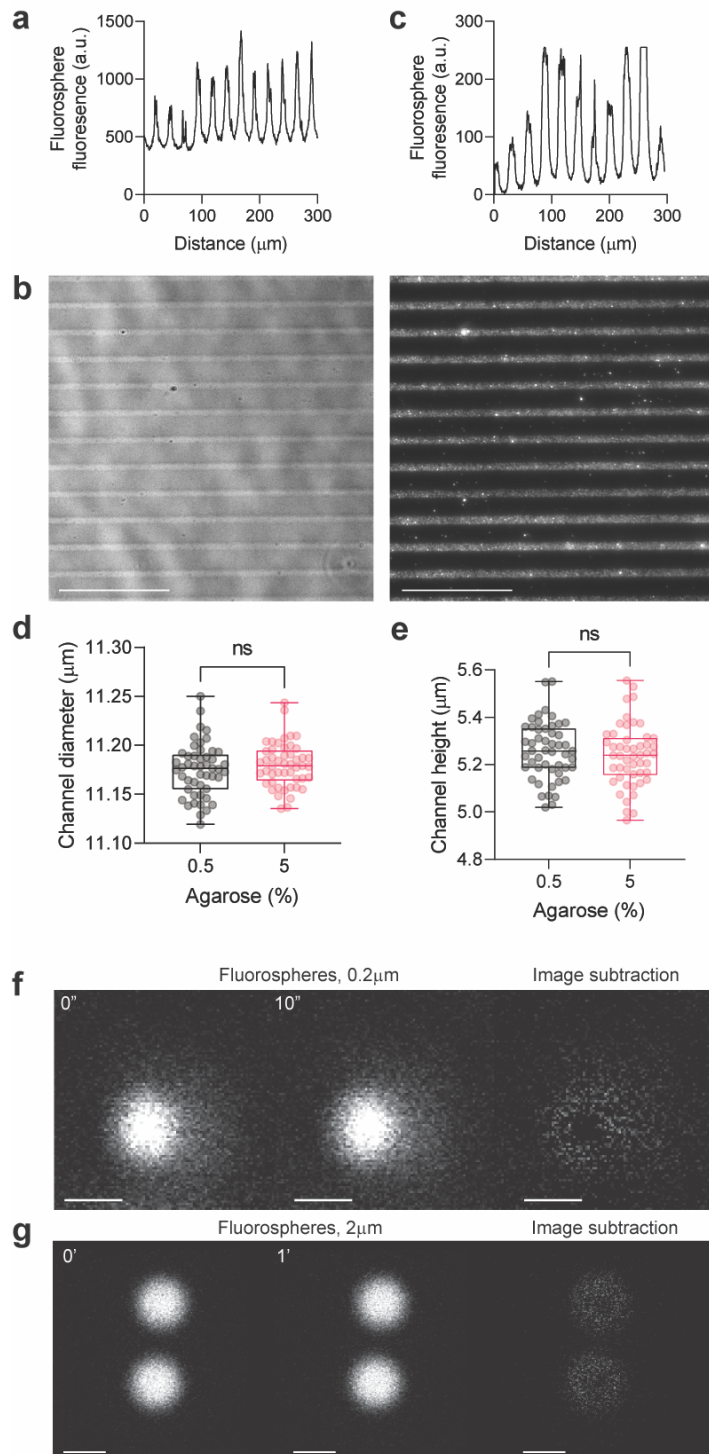 a
1500
1000
500
0
Fluorosphere
fluoresence (a.u.)
0 100 200 300
Distance (μm)
c
300
200
100
0
Fluorosphere
fluoresence (a.u.)
0 100 200 300
Distance (μm)
b
d
ns
11.30
11.25
11.20
11.15
11.10
Channel diameter (μm)
0.5 5
Agarose (%)
e
ns
5.6
5.4
5.2
5.0
4.8
Channel height (μm)
0.5 5
Agarose (%)
f
Fluorospheres, 0.2μm
Image subtraction
0”
10”
g
Fluorospheres, 2μm
Image subtraction
0’
1’